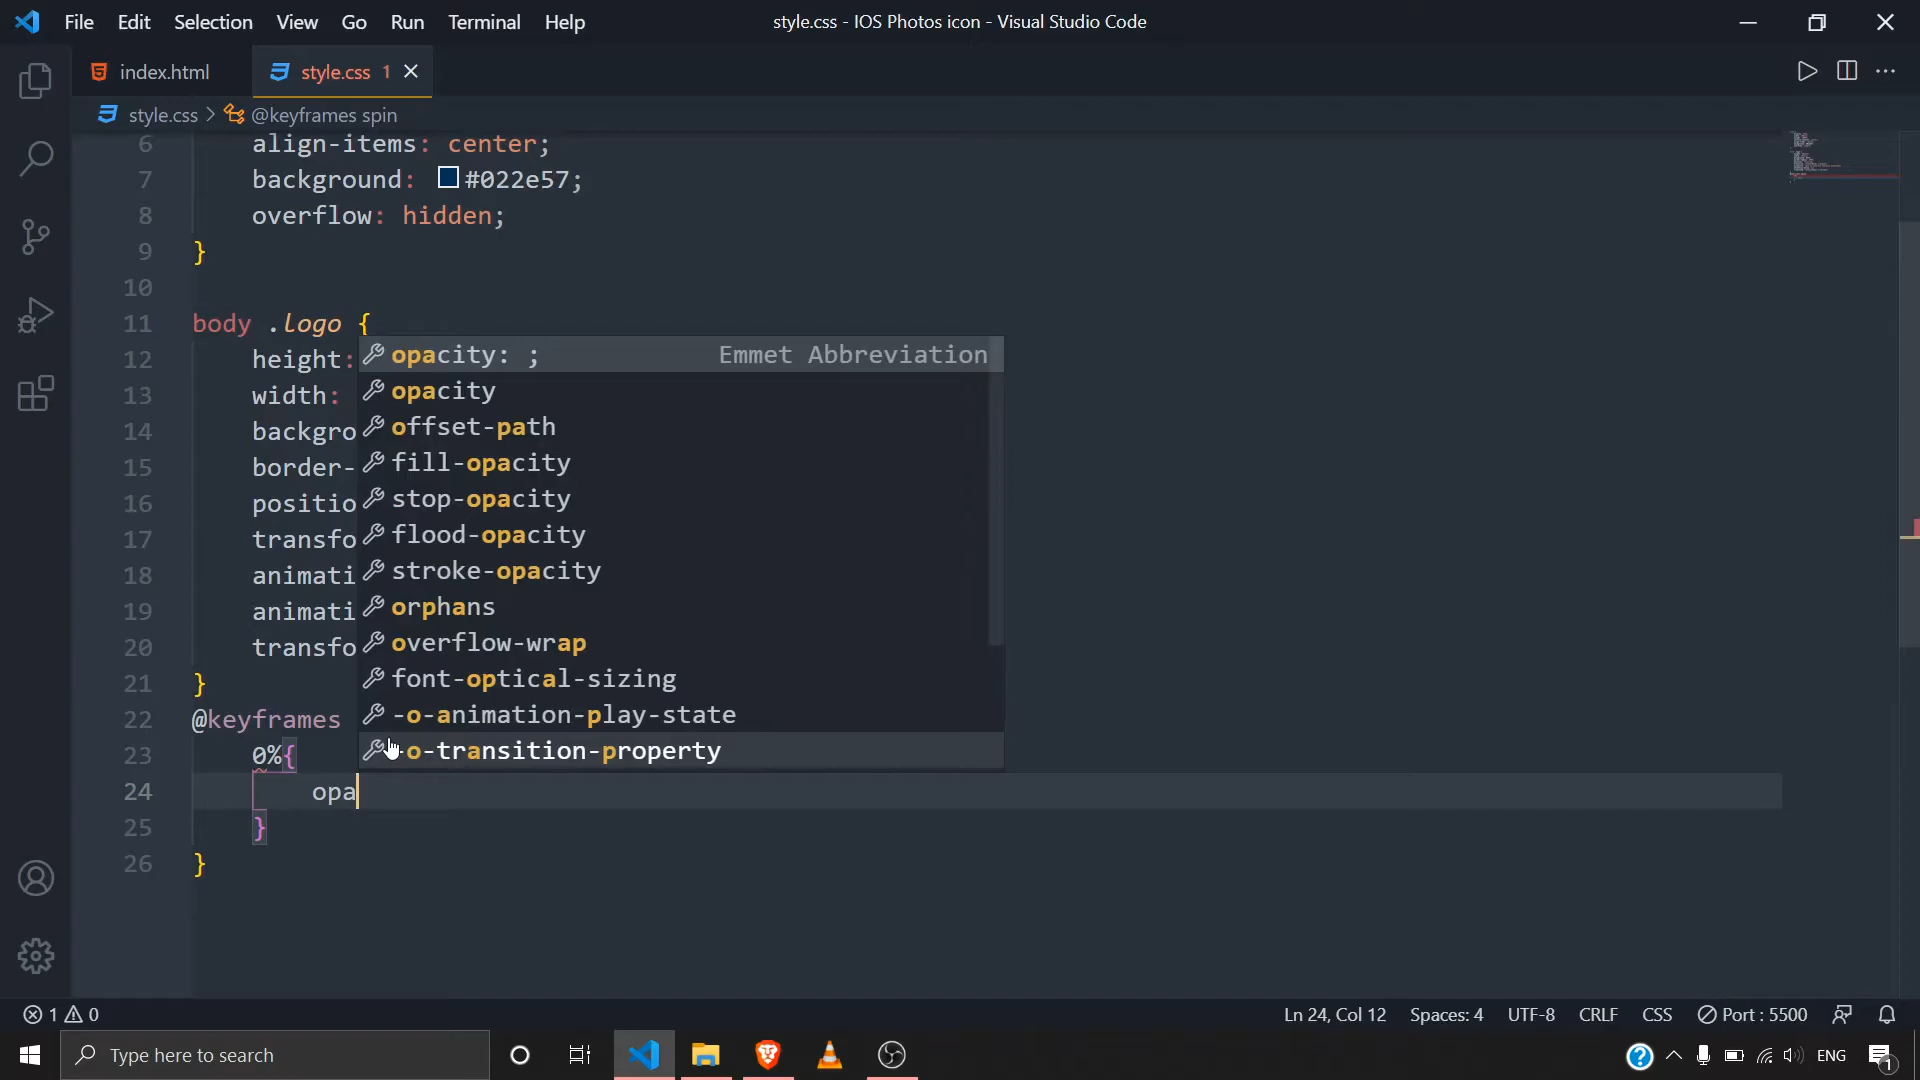 File Edit Selection View Go Run Terminal Help
style.css - IOS Photos icon - Visual Studio Code
index.html
style.css 1
style.css > @keyframes spin
6 align-items: center;
7 background: #022e57;
8 overflow: hidden;
9 }
10
11 body .logo {
12 height:
opacity: ; Emmet Abbreviation
13 width:
opacity
14 backgro
offset-path
15 border-
fill-opacity
16 positio
stop-opacity
17 transfo
flood-opacity
18 animati
stroke-opacity
19 animati
orphans
20 transfo
overflow-wrap
21 }
font-optical-sizing
22 @keyframes
-o-animation-play-state
23 0%{
-o-transition-property
24 opa
25 }
26 }
1 0
Ln 24, Col 12 Spaces: 4 UTF-8 CRLF CSS Port : 5500
Type here to search
ENG
1